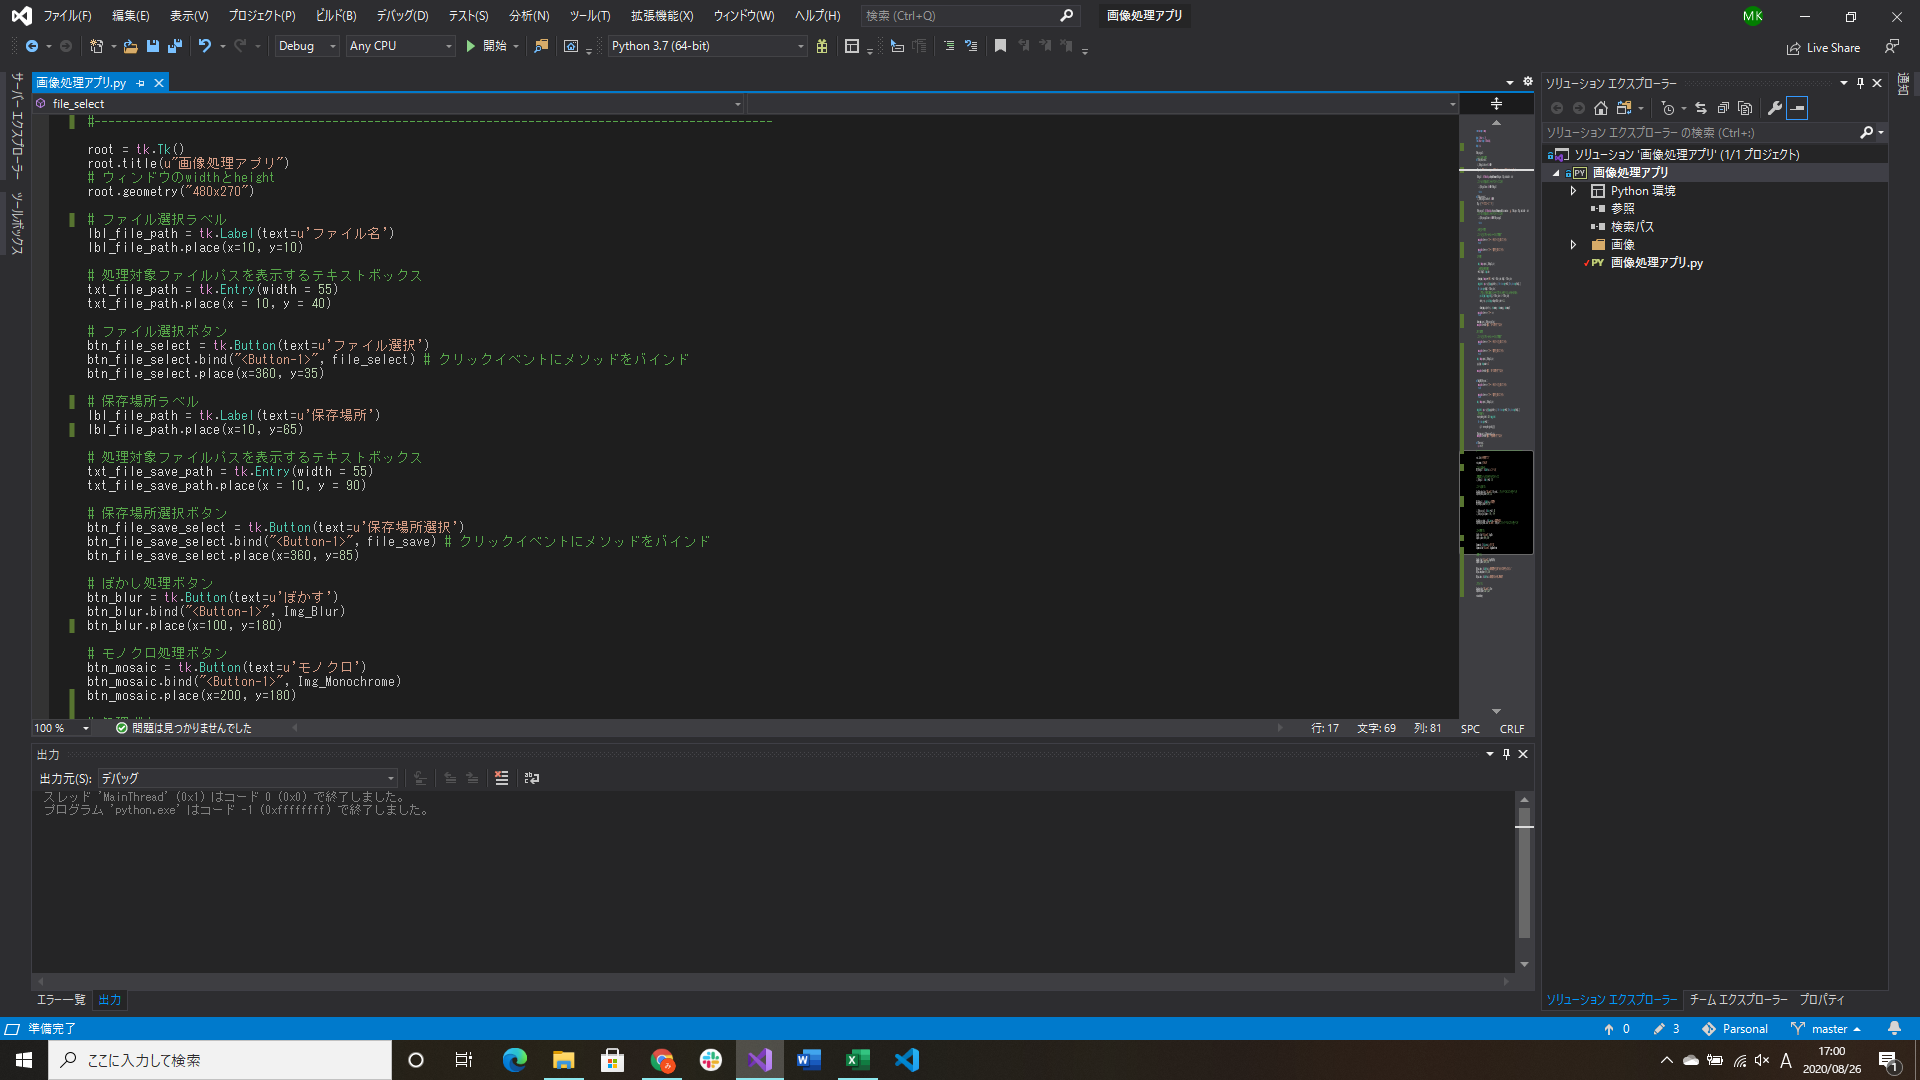 ファイル(F) 編集(E) 表示(V) プロジェクト(P) ビルド(B) デバッグ(D) テスト(S) 分析(N) ツール(T) 拡張機能(X) ウィンドウ(W) ヘルプ(H) 検索 (Ctrl+Q) 画像処理アプリ MK
Debug Any CPU 開始 Python 3.7 (64-bit) Live Share
サーバー エクスプローラー
ツールボックス
画像処理アプリ.py
file_select
#-------------------------------------------------------------------------------------------------
root = tk.Tk()
root.title(u"画像処理アプリ")
# ウィンドウのwidthとheight
root.geometry("480x270")
# ファイル選択ラベル
lbl_file_path = tk.Label(text=u'ファイル名')
lbl_file_path.place(x=10, y=10)
# 処理対象ファイルパスを表示するテキストボックス
txt_file_path = tk.Entry(width = 55)
txt_file_path.place(x = 10, y = 40)
# ファイル選択ボタン
btn_file_select = tk.Button(text=u'ファイル選択')
btn_file_select.bind("<Button-1>", file_select) # クリックイベントにメソッドをバインド
btn_file_select.place(x=360, y=35)
# 保存場所ラベル
lbl_file_path = tk.Label(text=u'保存場所')
lbl_file_path.place(x=10, y=65)
# 処理対象ファイルパスを表示するテキストボックス
txt_file_save_path = tk.Entry(width = 55)
txt_file_save_path.place(x = 10, y = 90)
# 保存場所選択ボタン
btn_file_save_select = tk.Button(text=u'保存場所選択')
btn_file_save_select.bind("<Button-1>", file_save) # クリックイベントにメソッドをバインド
btn_file_save_select.place(x=360, y=85)
# ぼかし処理ボタン
btn_blur = tk.Button(text=u'ぼかす')
btn_blur.bind("<Button-1>", Img_Blur)
btn_blur.place(x=100, y=180)
# モノクロ処理ボタン
btn_mosaic = tk.Button(text=u'モノクロ')
btn_mosaic.bind("<Button-1>", Img_Monochrome)
btn_mosaic.place(x=200, y=180)
100 % 問題は見つかりませんでした 行: 17 文字: 69 列: 81 SPC CRLF
出力
出力元(S): デバッグ
スレッド 'MainThread' (0x1) はコード 0 (0x0) で終了しました。
プログラム 'python.exe' はコード -1 (0xffffffff) で終了しました。
エラー一覧 出力
ソリューション エクスプローラー
ソリューション エクスプローラー の検索 (Ctrl+:)
ソリューション '画像処理アプリ' (1/1 プロジェクト)
PY 画像処理アプリ
Python 環境
参照
検索パス
画像
PY 画像処理アプリ.py
ソリューション エクスプローラー チーム エクスプローラー プロパティ
通知
準備完了 0 3 Parsonal master
ここに入力して検索 A 17:00
2020/08/26 1